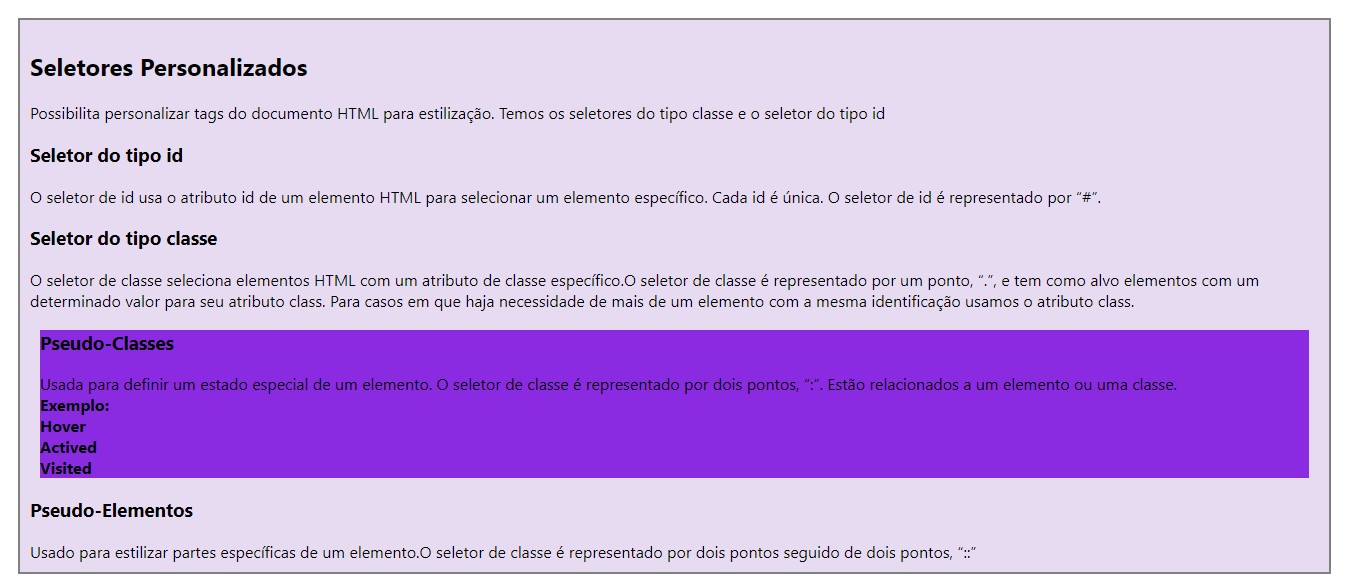 Seletores Personalizados
Possibilita personalizar tags do documento HTML para estilização. Temos os seletores do tipo classe e o seletor do tipo id
Seletor do tipo id
O seletor de id usa o atributo id de um elemento HTML para selecionar um elemento específico. Cada id é única. O seletor de id é representado por “#”.
Seletor do tipo classe
O seletor de classe seleciona elementos HTML com um atributo de classe específico.O seletor de classe é representado por um ponto, “.”, e tem como alvo elementos com um
determinado valor para seu atributo class. Para casos em que haja necessidade de mais de um elemento com a mesma identificação usamos o atributo class.
Pseudo-Classes
Usada para definir um estado especial de um elemento. O seletor de classe é representado por dois pontos, “:”. Estão relacionados a um elemento ou uma classe.
Exemplo:
Hover
Actived
Visited
Pseudo-Elementos
Usado para estilizar partes específicas de um elemento.O seletor de classe é representado por dois pontos seguido de dois pontos, “::”